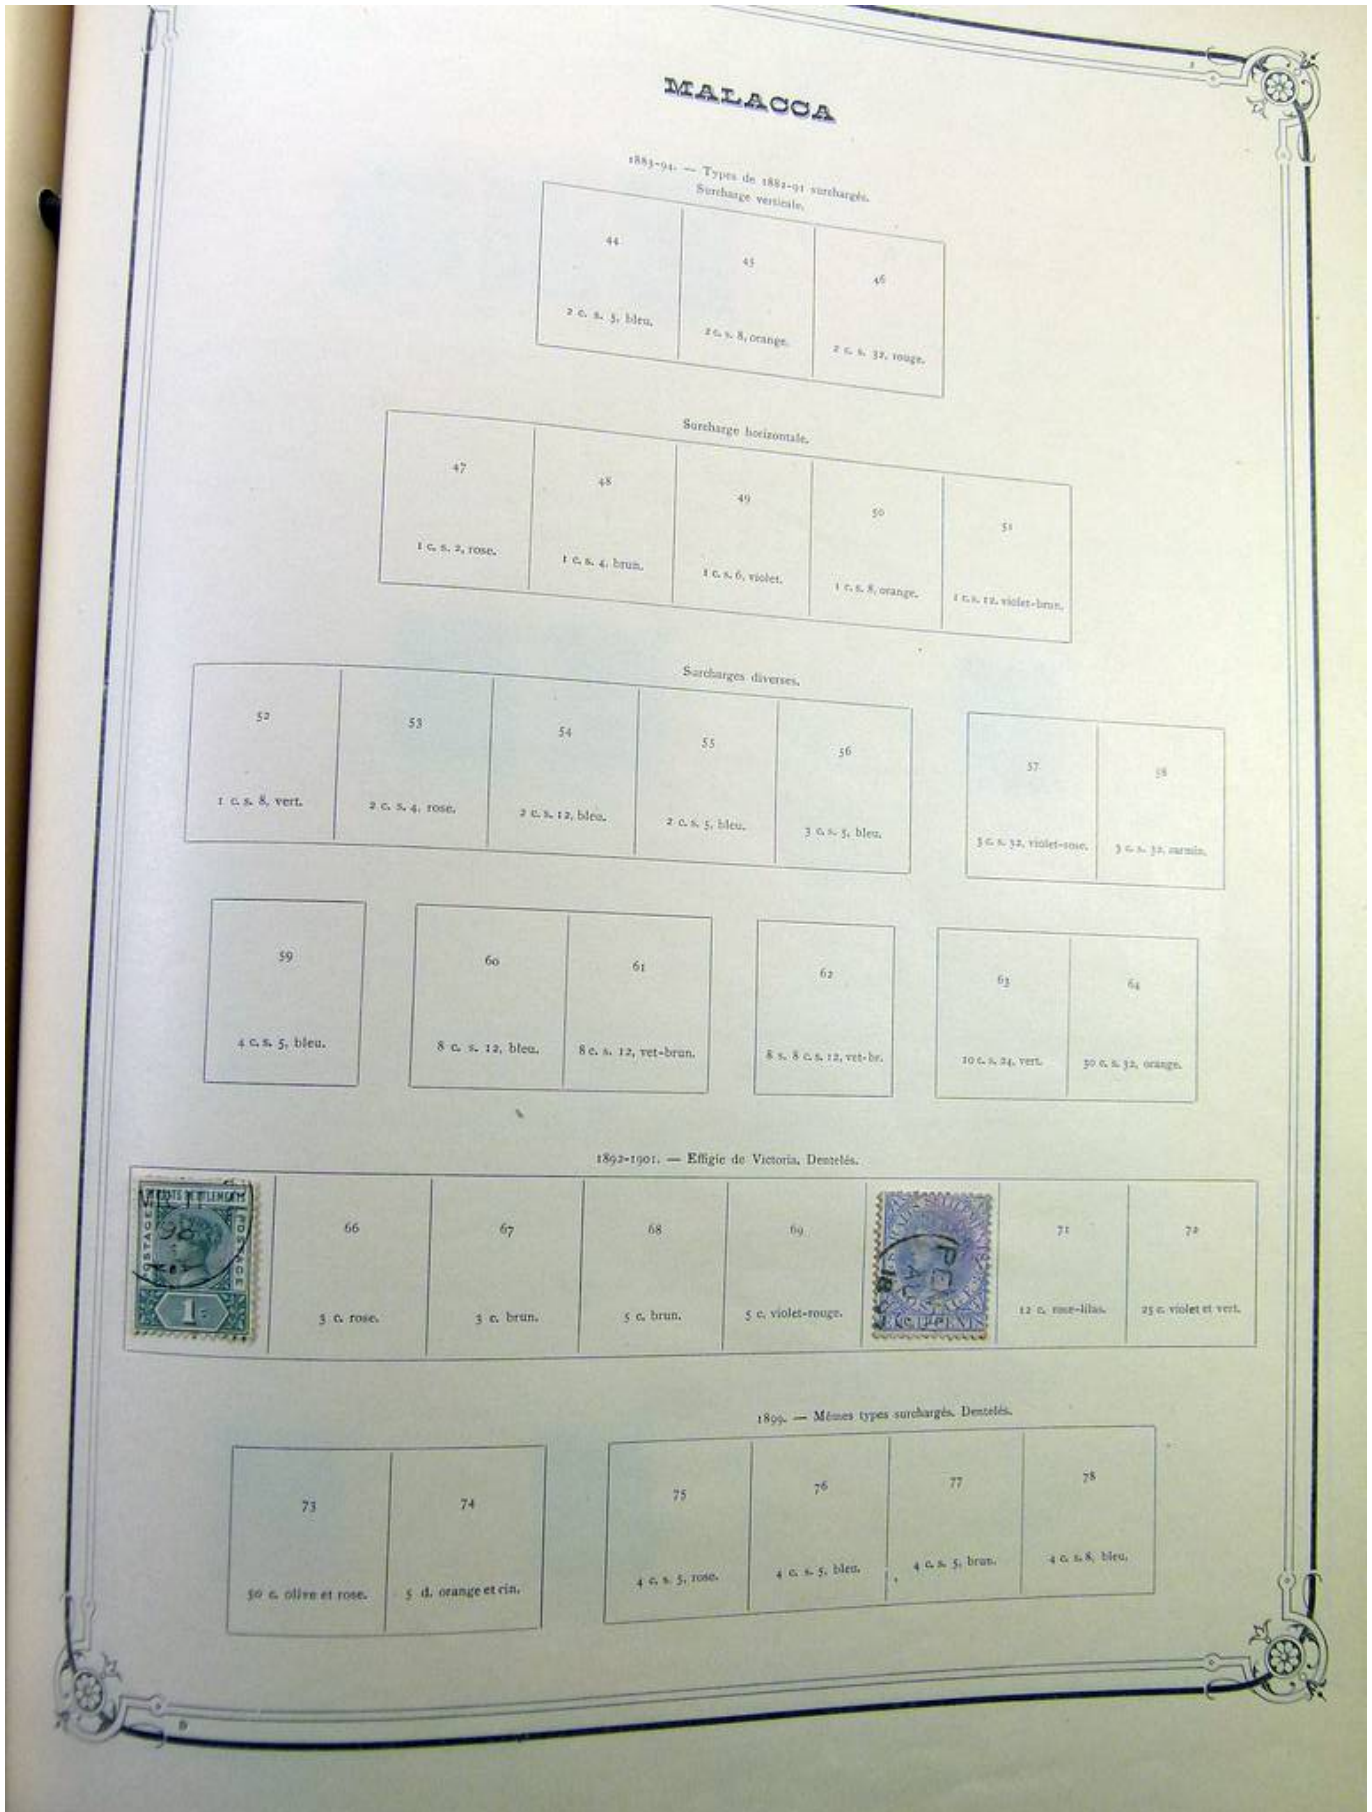 MALACCA
1883-94. — Types de 1882-91 surchargés.
Surcharge verticale.
44
45
46
2 c. s. 5, bleu.
2 c. s. 8, orange.
2 c. s. 32, rouge.
Surcharge horizontale.
47
48
49
50
51
1 c. s. 2, rose.
1 c. s. 4, brun.
1 c. s. 6, violet.
1 c. s. 8, orange.
1 c. s. 12, violet-brun.
Surcharges diverses.
52
53
54
55
56
57
58
1 c. s. 8, vert.
2 c. s. 4, rose.
2 c. s. 12, bleu.
2 c. s. 5, bleu.
3 c. s. 5, bleu.
3 c. s. 32, violet-rose.
3 c. s. 32, carmin.
59
60
61
62
63
64
4 c. s. 5, bleu.
8 c. s. 12, bleu.
8 c. s. 12, vet-brun.
8 s. 8 c. s. 12, vet-br.
10 c. s. 24, vert.
30 c. s. 32, orange.
1892-1901. — Effigie de Victoria. Dentelés.
POSTAGE
POSTAGE
1c
66
67
68
69
71
72
3 c. rose.
3 c. brun.
5 c. brun.
5 c. violet-rouge.
EIGHT CENTS
12 c. rose-lilas.
25 c. violet et vert.
1899. — Mêmes types surchargés. Dentelés.
73
74
75
76
77
78
50 c. olive et rose.
5 d. orange et cin.
4 c. s. 5, rose.
4 c. s. 5, bleu.
4 c. s. 5, brun.
4 c. s. 8, bleu.